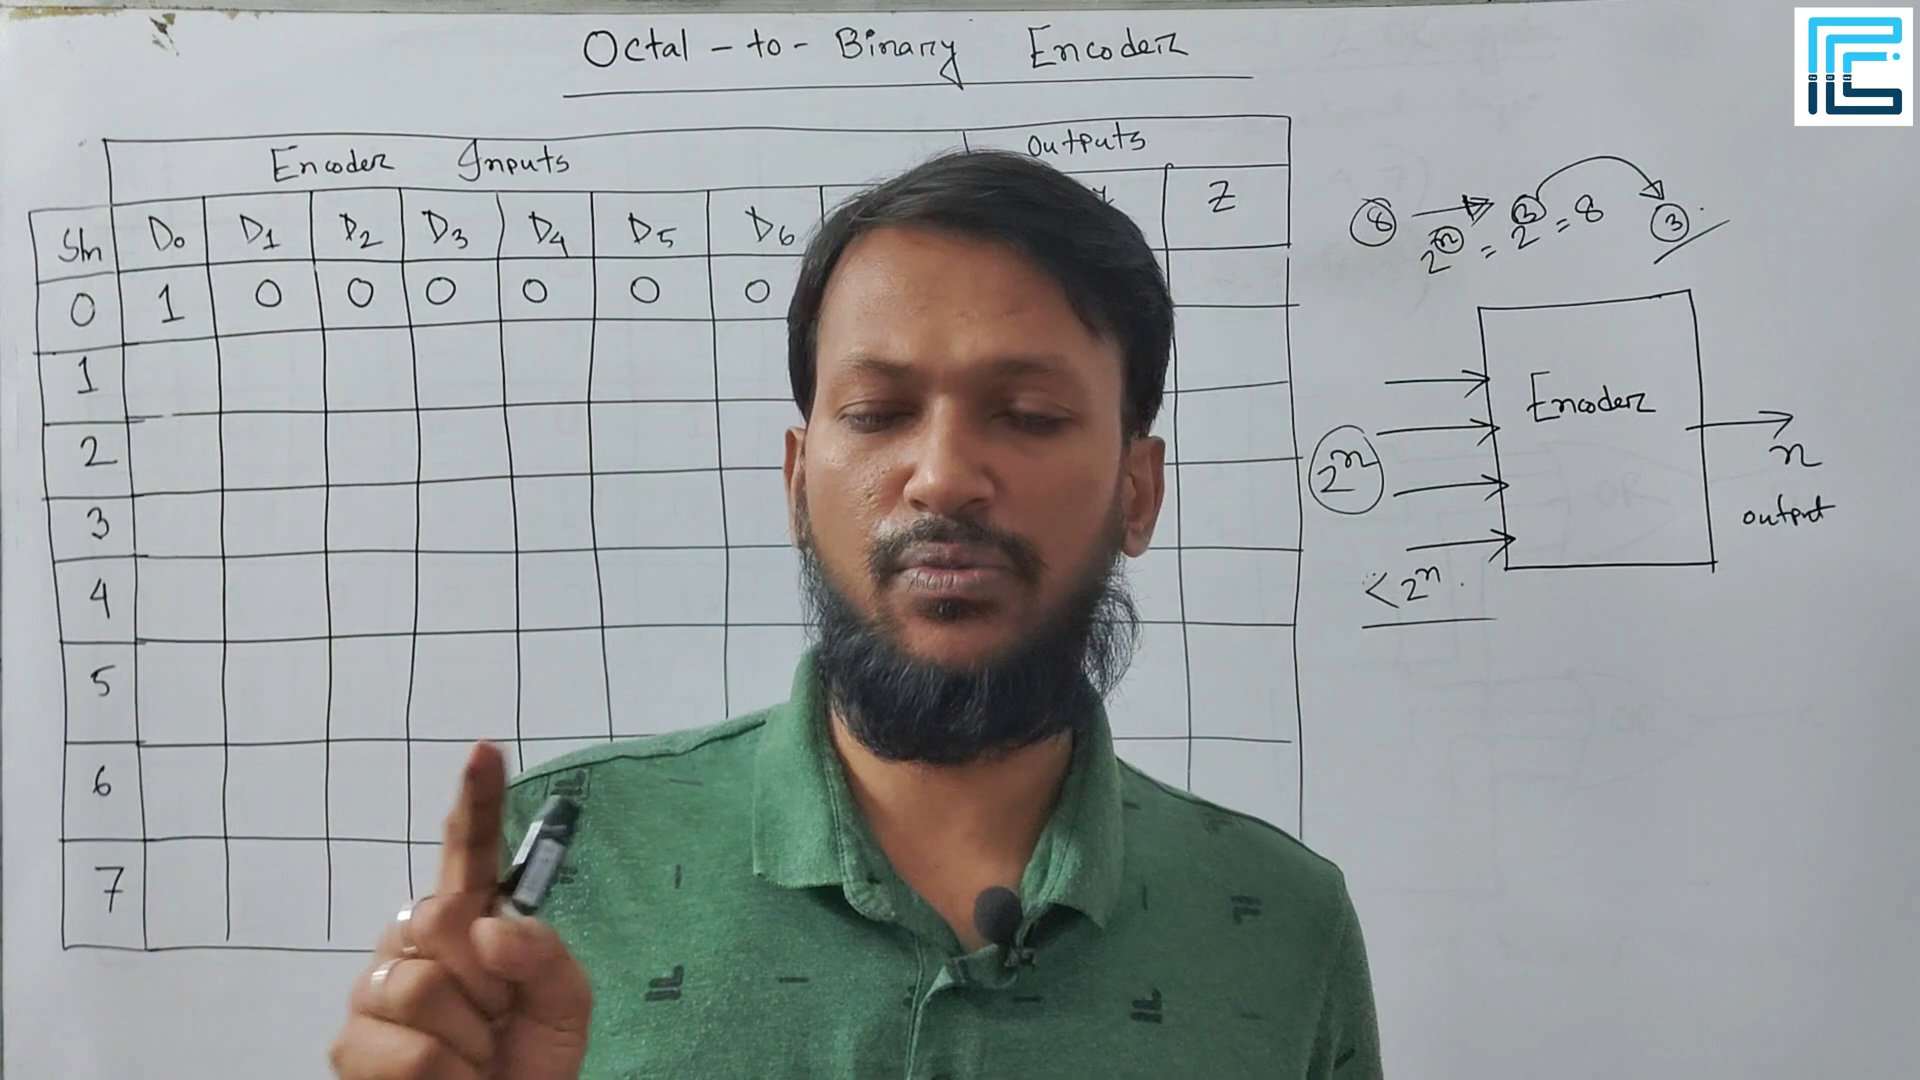 Octal - to - Binary Encoder
Encoder Inputs Outputs
Sln D0 D1 D2 D3 D4 D5 D6 Z
0 1 0 0 0 0 0 0
1
2
3
4
5
6
7
8 → 3
2^n = 2^3 = 8
Encoder
2^n
n
output
< 2^n.